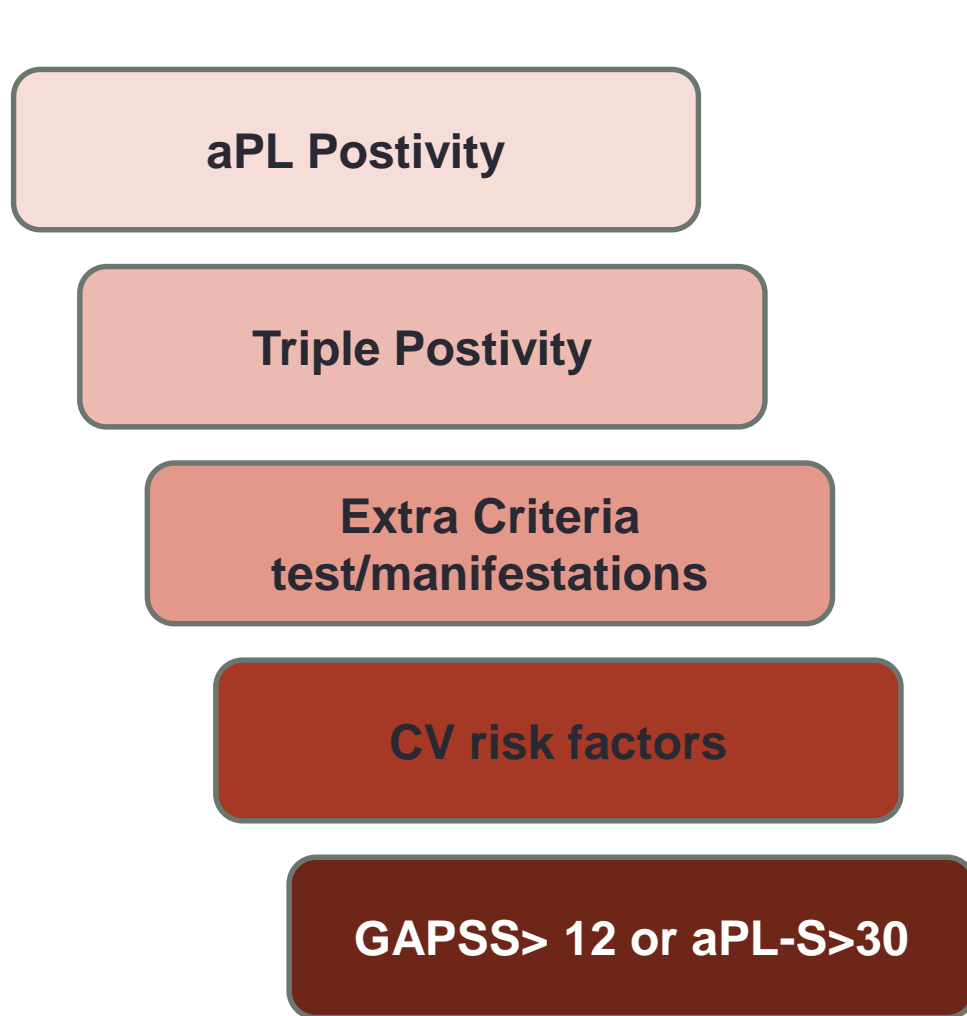 aPL Postivity
Triple Postivity
Extra Criteria
test/manifestations
CV risk factors
GAPSS> 12 or aPL-S>30